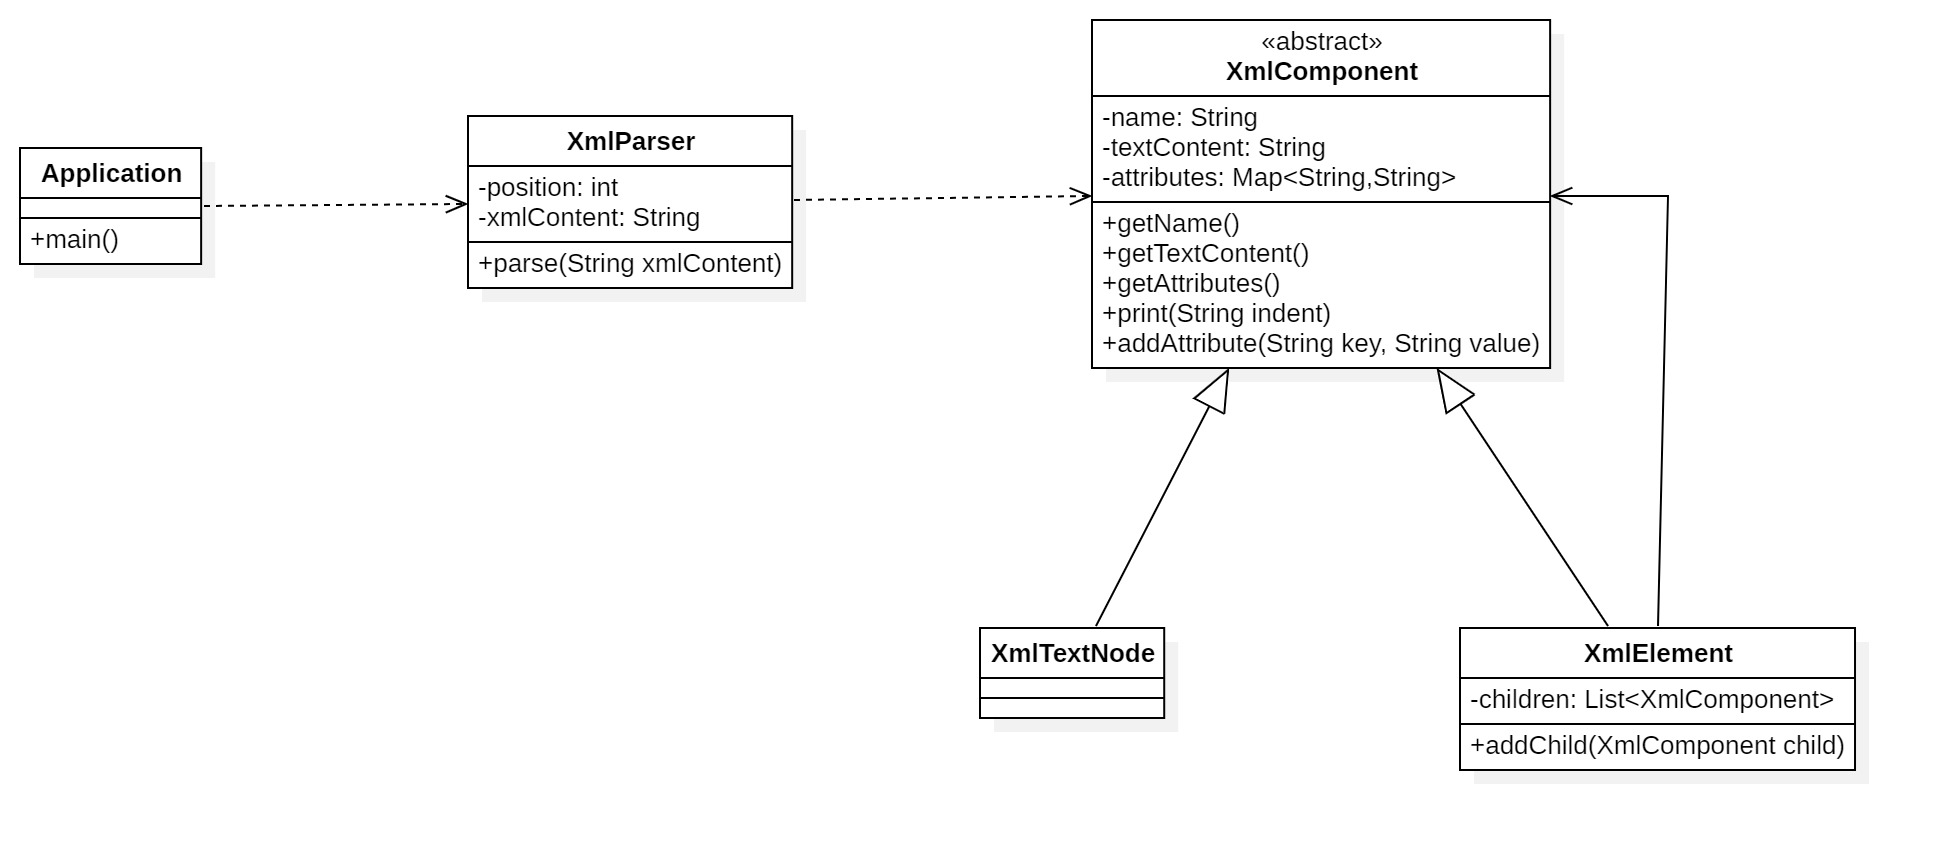 Application
+main()
XmlParser
-position: int
-xmlContent: String
+parse(String xmlContent)
«abstract»
XmlComponent
-name: String
-textContent: String
-attributes: Map<String,String>
+getName()
+getTextContent()
+getAttributes()
+print(String indent)
+addAttribute(String key, String value)
XmlTextNode
XmlElement
-children: List<XmlComponent>
+addChild(XmlComponent child)